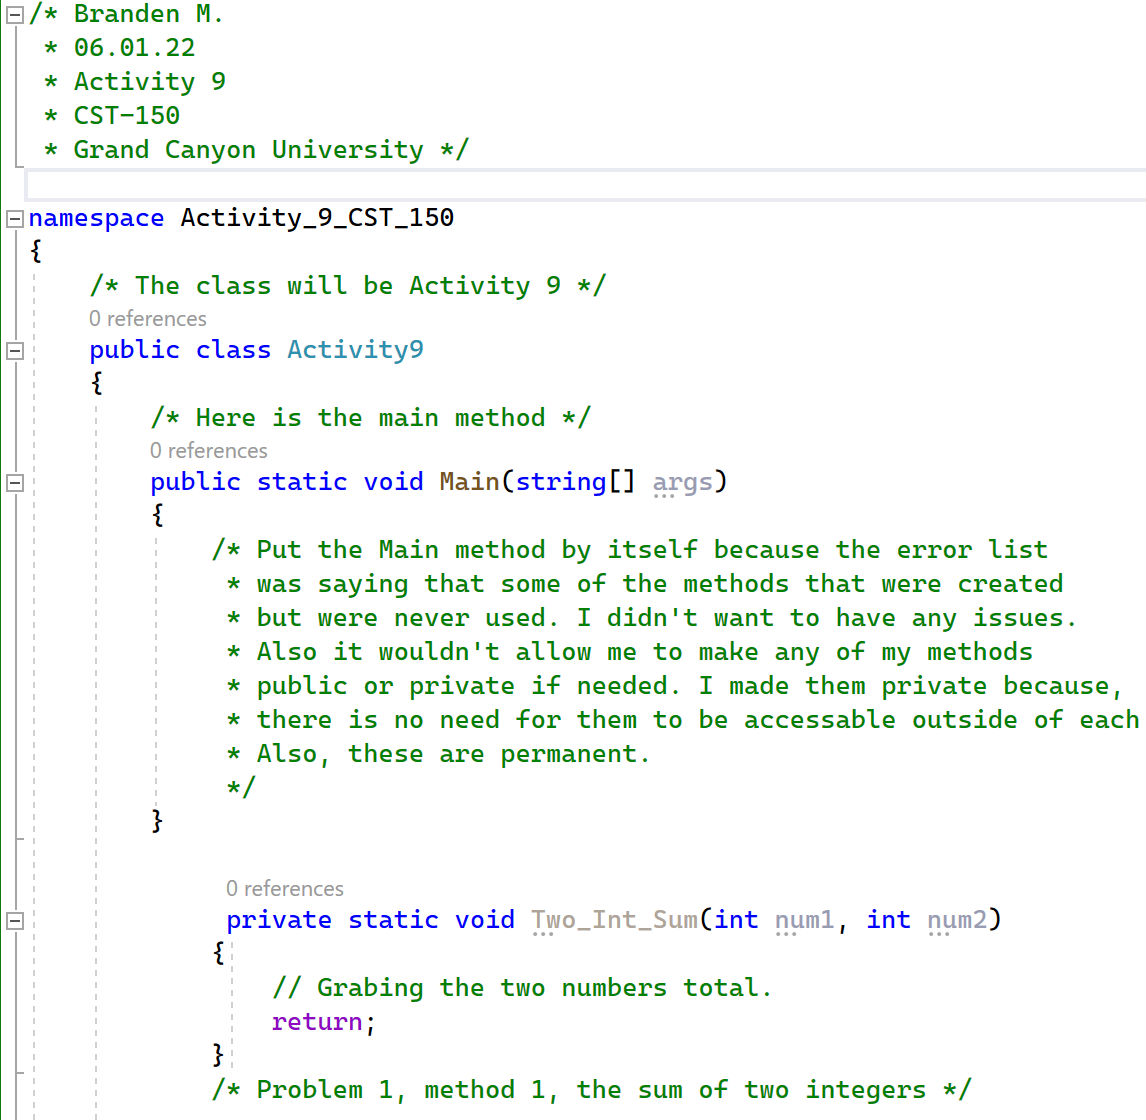 /* Branden M.
* 06.01.22
* Activity 9
* CST-150
* Grand Canyon University */
namespace Activity_9_CST_150
{
/* The class will be Activity 9 */
0 references
public class Activity9
{
/* Here is the main method */
0 references
public static void Main(string[] args)
{
/* Put the Main method by itself because the error list
* was saying that some of the methods that were created
* but were never used. I didn't want to have any issues.
* Also it wouldn't allow me to make any of my methods
* public or private if needed. I made them private because,
* there is no need for them to be accessable outside of each
* Also, these are permanent.
*/
}
0 references
private static void Two_Int_Sum(int num1, int num2)
{
// Grabing the two numbers total.
return;
}
/* Problem 1, method 1, the sum of two integers */